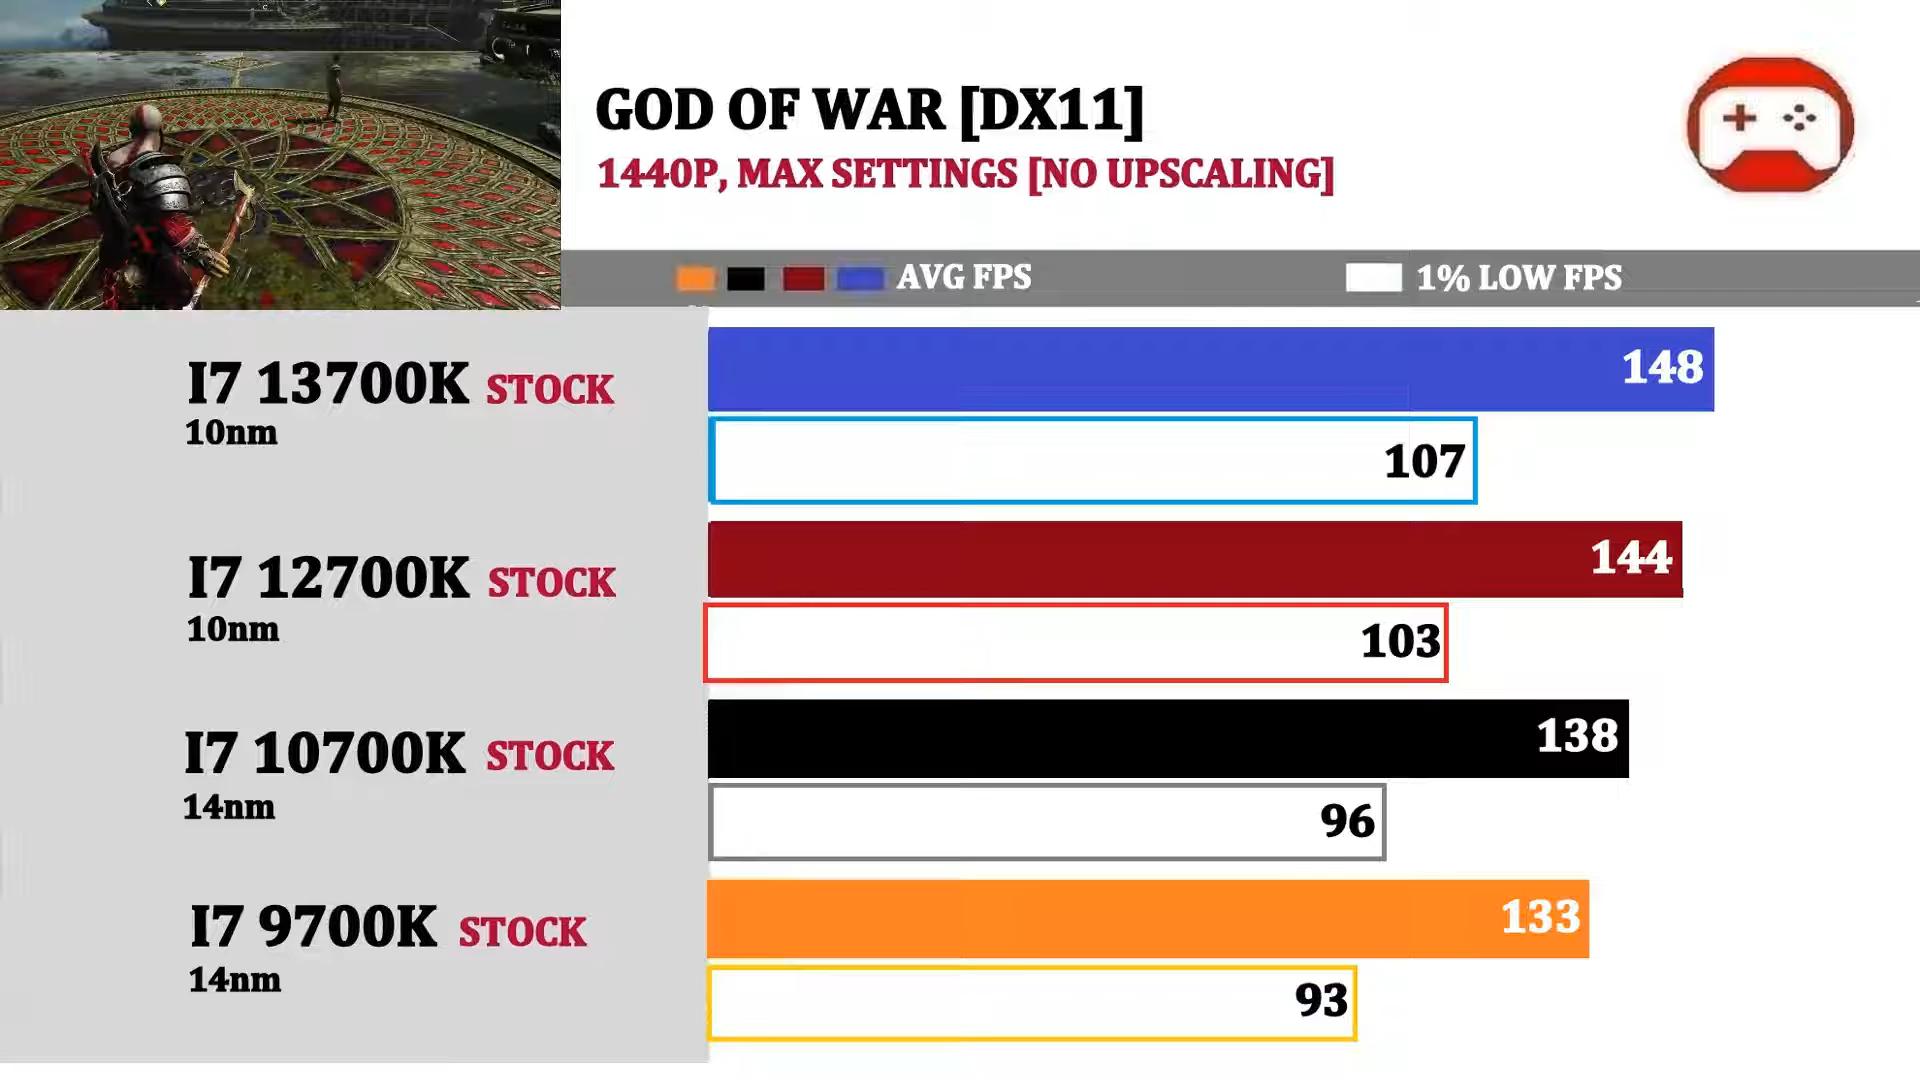 GOD OF WAR [DX11]
1440P, MAX SETTINGS [NO UPSCALING]
AVG FPS
1% LOW FPS
I7 13700K STOCK
10nm
148
107
I7 12700K STOCK
10nm
144
103
I7 10700K STOCK
14nm
138
96
I7 9700K STOCK
14nm
133
93